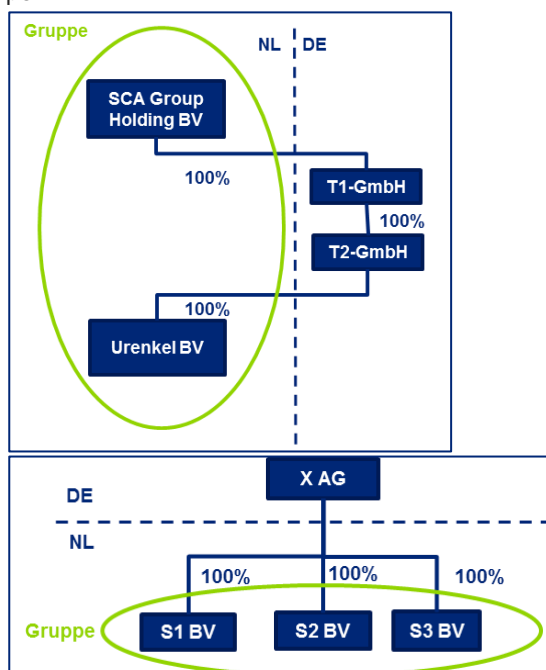 Gruppe
NL
DE
SCA Group
Holding BV
100%
T1-GmbH
100%
T2-GmbH
100%
Urenkel BV
X AG
DE
NL
100%
100%
100%
Gruppe
S1 BV
S2 BV
S3 BV